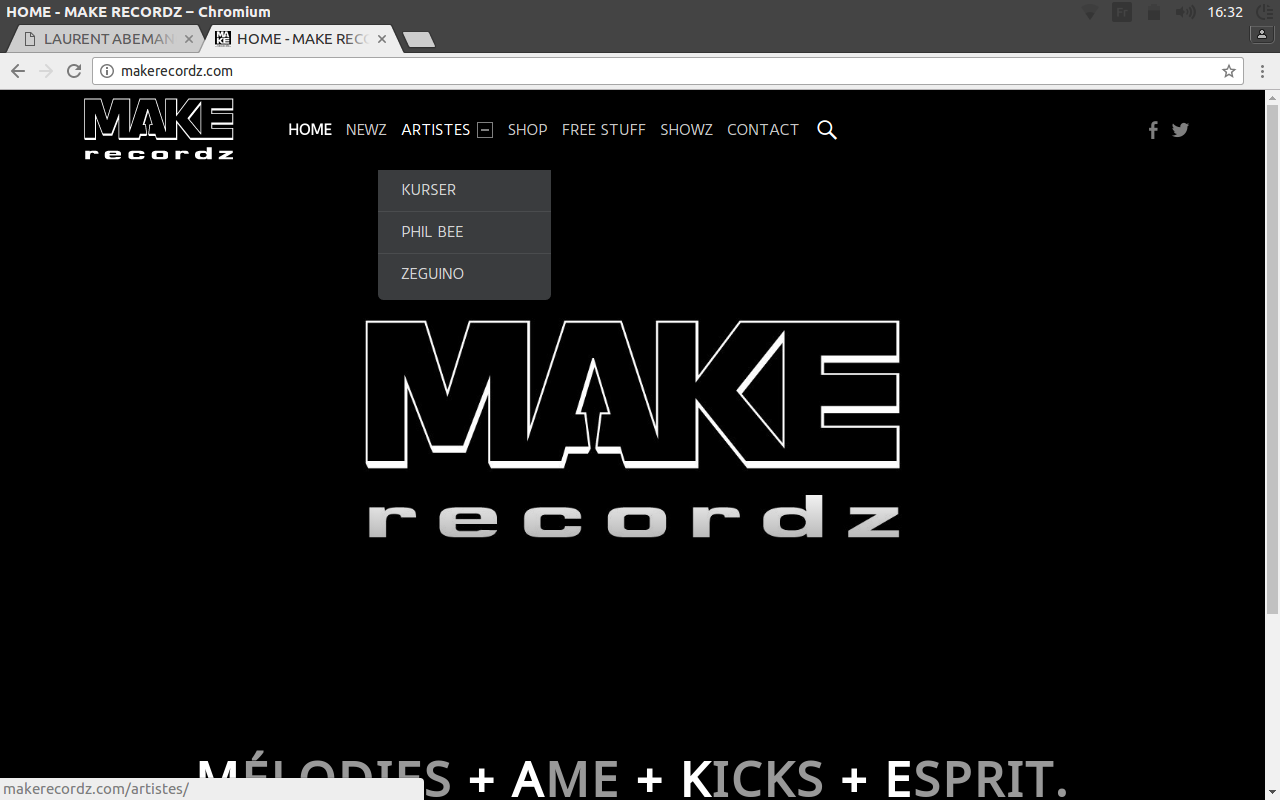 HOME - MAKE RECORDZ – Chromium
Fr
16:32
LAURENT ABEMAN
HOME - MAKE REC
makerecordz.com
MAKE
recordz
HOME NEWZ ARTISTES SHOP FREE STUFF SHOWZ CONTACT
KURSER
PHIL BEE
ZEGUINO
MAKE
recordz
MÉLODIES + AME + KICKS + ESPRIT.
makerecordz.com/artistes/